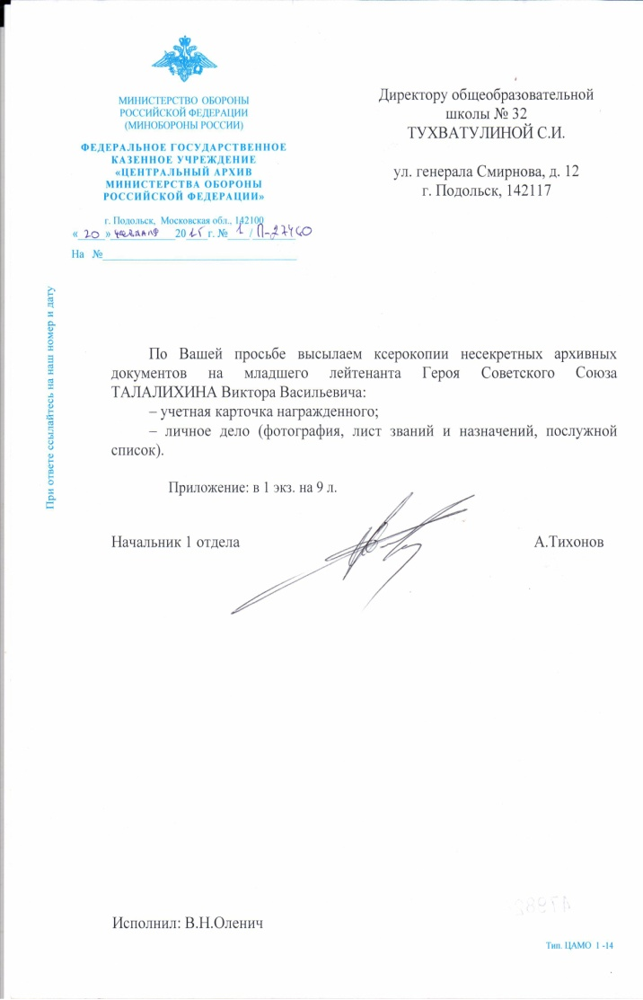 МИНИСТЕРСТВО ОБОРОНЫ
РОССИЙСКОЙ ФЕДЕРАЦИИ
(МИНОБОРОНЫ РОССИИ)
ФЕДЕРАЛЬНОЕ ГОСУДАРСТВЕННОЕ
КАЗЕННОЕ УЧРЕЖДЕНИЕ
«ЦЕНТРАЛЬНЫЙ АРХИВ
МИНИСТЕРСТВА ОБОРОНЫ
РОССИЙСКОЙ ФЕДЕРАЦИИ»
г. Подольск, Московская обл., 142100
« 20 » 2015 г. № 1 / П-27460
На №
Директору общеобразовательной
школы № 32
ТУХВАТУЛИНОЙ С.И.
ул. генерала Смирнова, д. 12
г. Подольск, 142117
При ответе ссылайтесь на наш номер и дату
По Вашей просьбе высылаем ксерокопии несекретных архивных
документов на младшего лейтенанта Героя Советского Союза
ТАЛАЛИХИНА Виктора Васильевича:
– учетная карточка награжденного;
– личное дело (фотография, лист званий и назначений, послужной
список).
Приложение: в 1 экз. на 9 л.
Начальник 1 отдела А.Тихонов
Исполнил: В.Н.Оленич
Тип. ЦАМО 1 -14